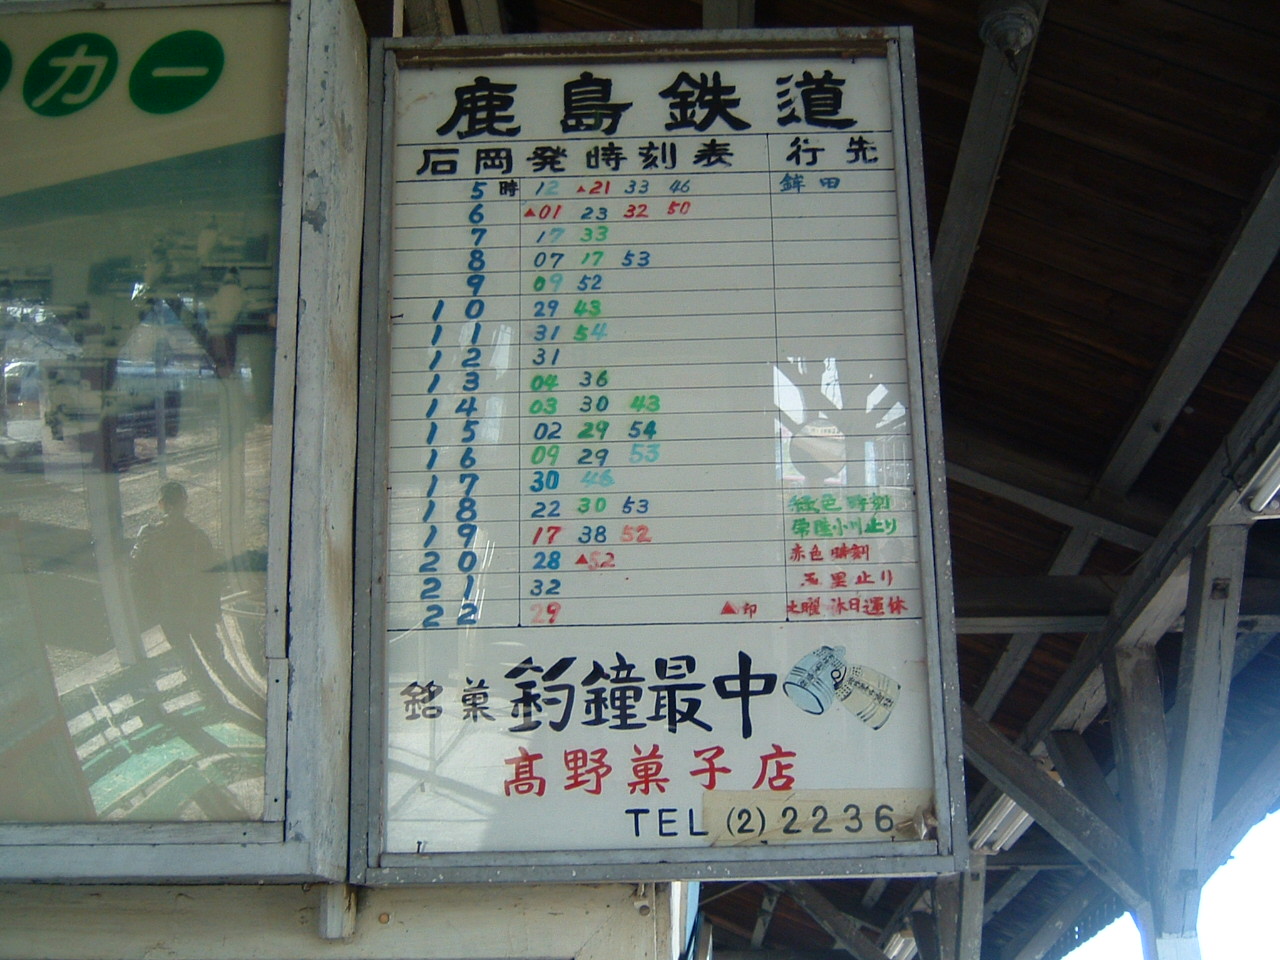 カー
鹿島鉄道
石岡発時刻表 行先
5時 12 ▲21 33 46 鉾田
6 ▲01 23 32 50
7 17 33
8 07 17 53
9 09 52
10 29 43
11 31 54
12 31
13 04 36
14 03 30 43
15 02 29 54
16 09 29 53
17 30 46
18 22 30 53 緑色時刻
19 17 38 52 常陸小川止り
20 28 ▲52 赤色時刻
21 32 玉里止り
22 29 ▲印 土曜休日運休
銘菓 釣鐘最中
髙野菓子店
TEL (2) 2236